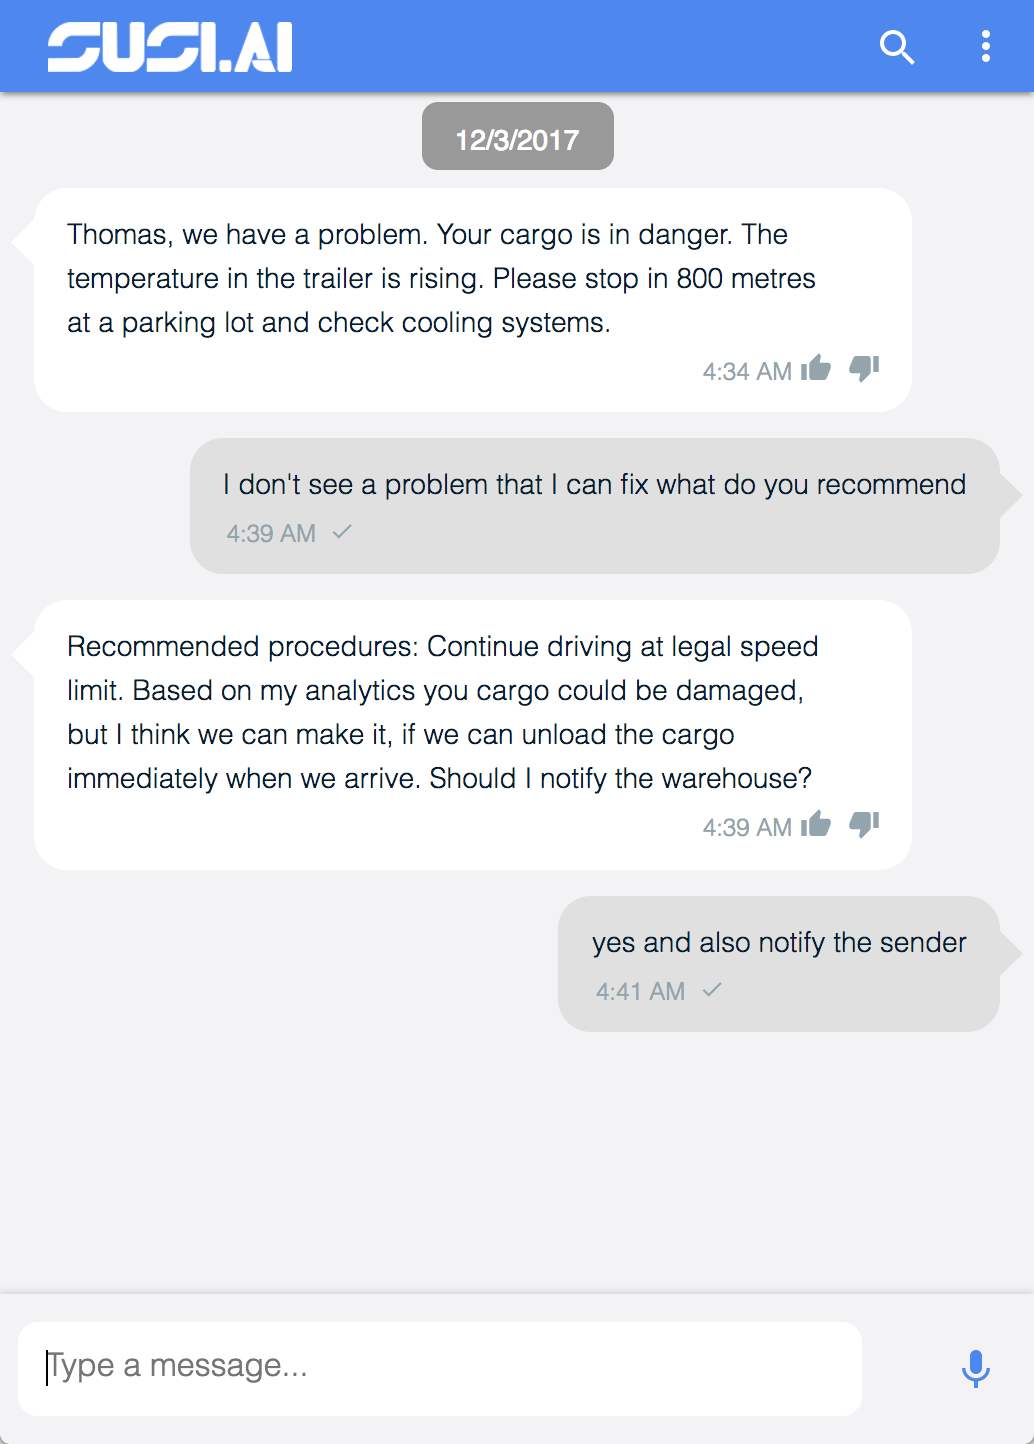 SUSI.AI
12/3/2017
Thomas, we have a problem. Your cargo is in danger. The
temperature in the trailer is rising. Please stop in 800 metres
at a parking lot and check cooling systems.
4:34 AM
I don't see a problem that I can fix what do you recommend
4:39 AM
Recommended procedures: Continue driving at legal speed
limit. Based on my analytics you cargo could be damaged,
but I think we can make it, if we can unload the cargo
immediately when we arrive. Should I notify the warehouse?
4:39 AM
yes and also notify the sender
4:41 AM
Type a message...